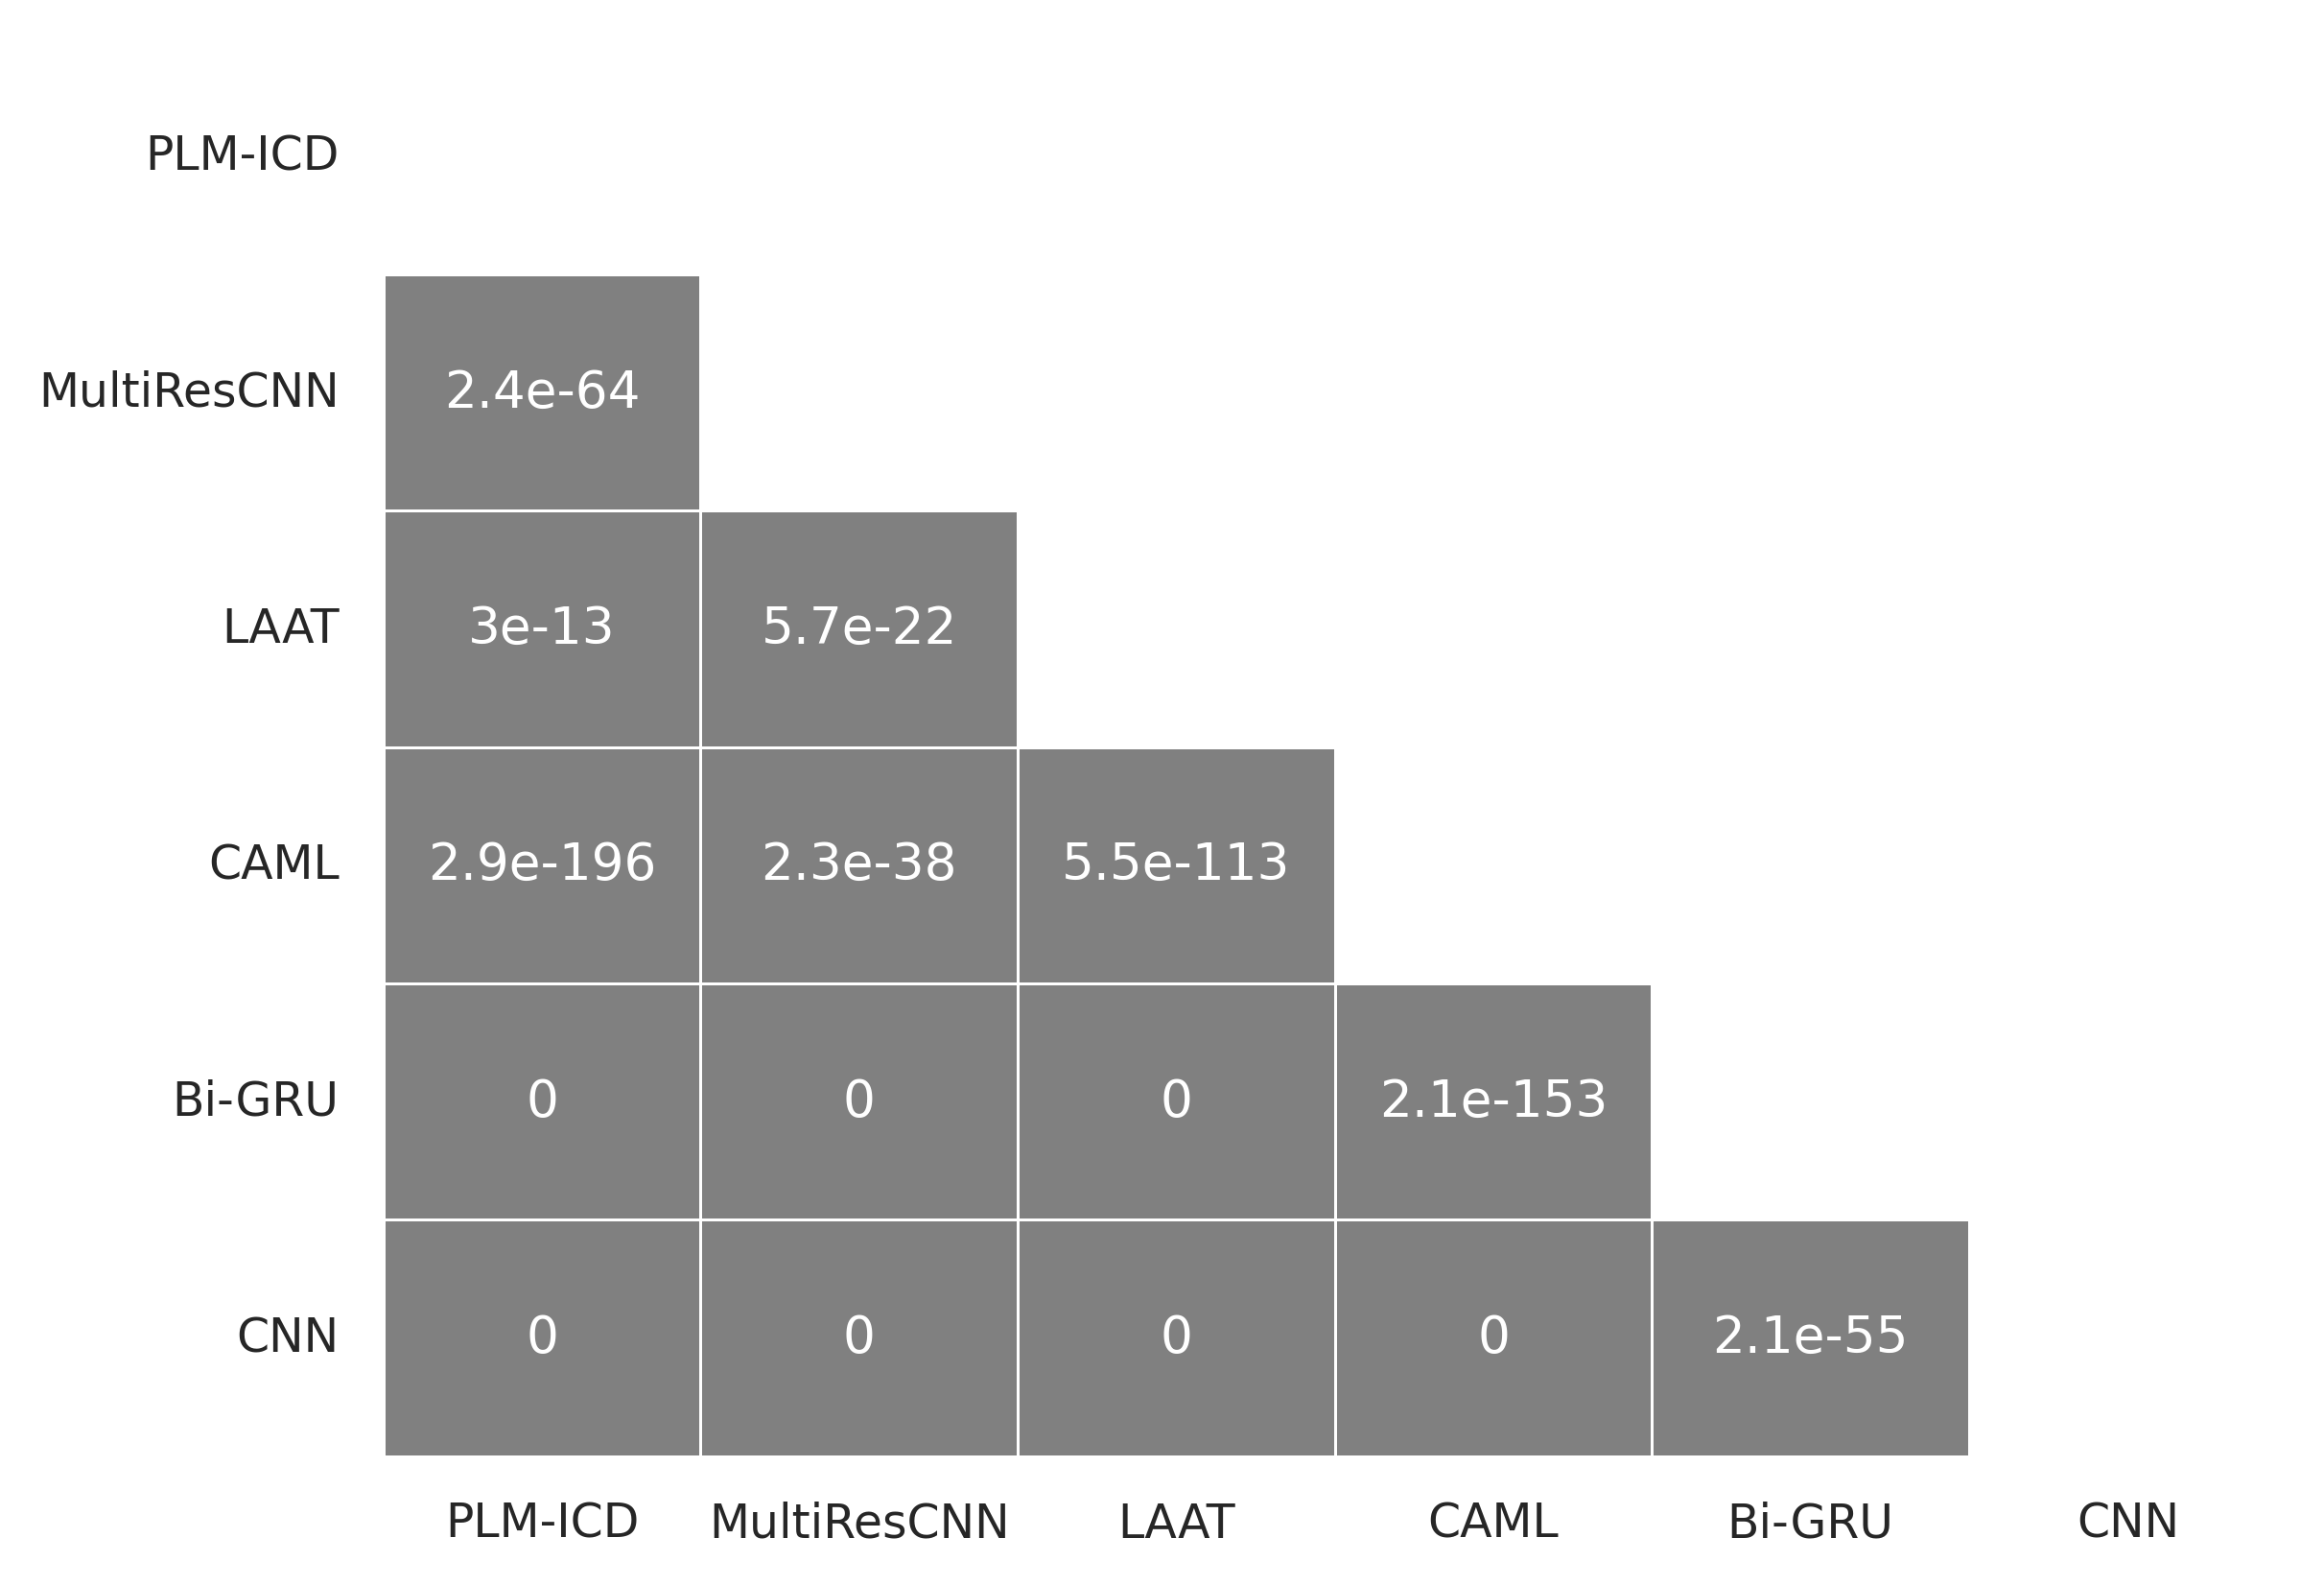 PLM-ICD
MultiResCNN 2.4e-64
LAAT 3e-13 5.7e-22
CAML 2.9e-196 2.3e-38 5.5e-113
Bi-GRU 0 0 0 2.1e-153
CNN 0 0 0 0 2.1e-55
PLM-ICD MultiResCNN LAAT CAML Bi-GRU CNN